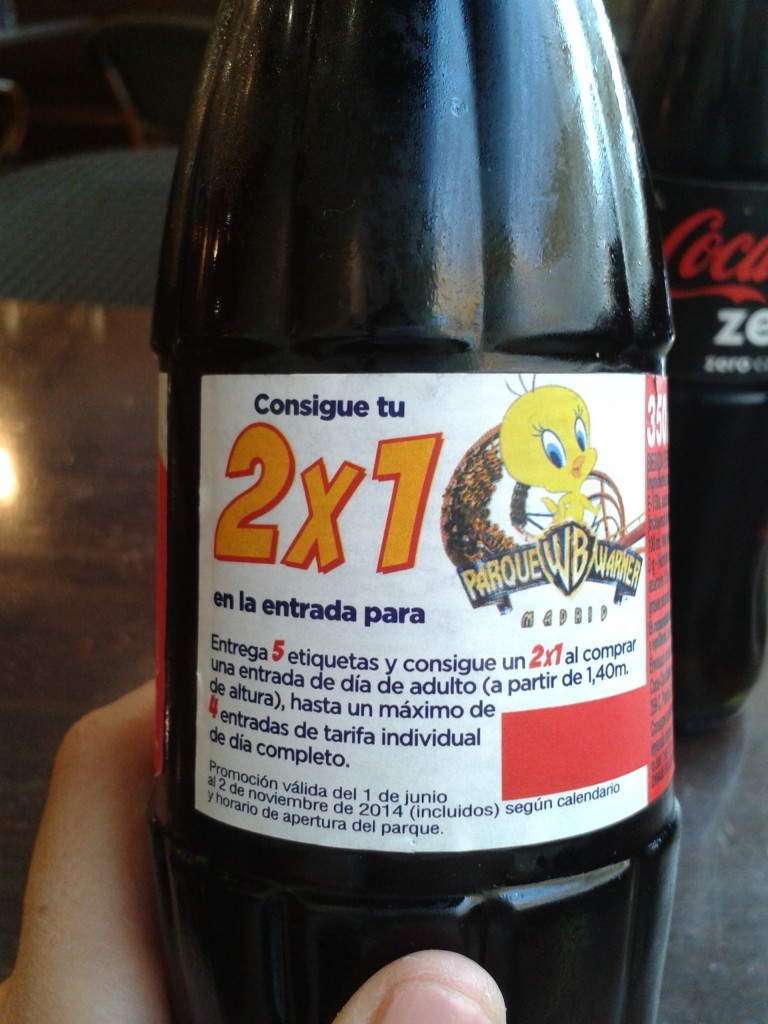 Consigue tu
2x1
en la entrada para
PARQUE WB WARNER
MADRID
Entrega 5 etiquetas y consigue un 2x1 al comprar
una entrada de día de adulto (a partir de 1,40m.
de altura), hasta un máximo de
4 entradas de tarifa individual
de día completo.
Promoción válida del 1 de junio
al 2 de noviembre de 2014 (incluidos) según calendario
y horario de apertura del parque.
350
Coca
ze
zero